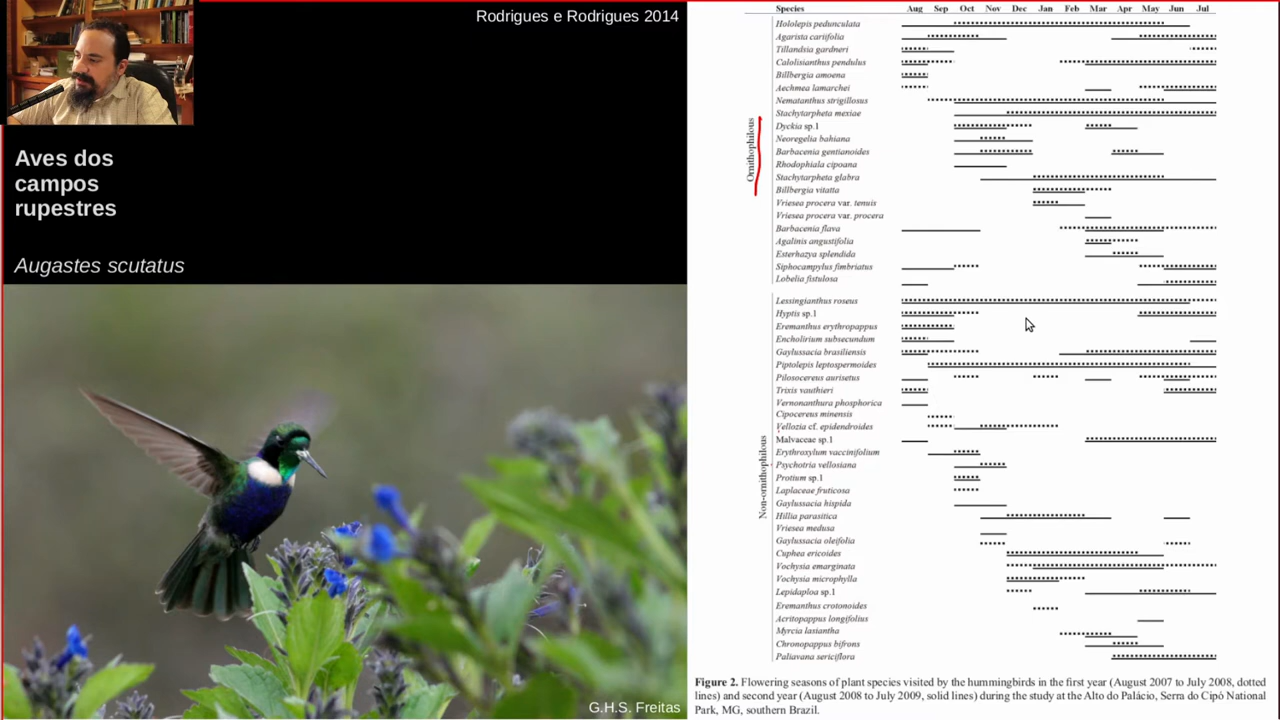 Rodrigues e Rodrigues 2014
Aves dos
campos
rupestres
Augastes scutatus
G.H.S. Freitas
Species Aug Sep Oct Nov Dec Jan Feb Mar Apr May Jun Jul
Ornithophilous
Hololepis pedunculata
Agarista cariifolia
Tillandsia gardneri
Calolisianthus pendulus
Billbergia amoena
Aechmea lamarchei
Nematanthus strigillosus
Stachytarpheta mexiae
Dyckia sp.1
Neoregelia bahiana
Barbacenia gentianoides
Rhodophiala cipoana
Stachytarpheta glabra
Billbergia vitatta
Vriesea procera var. tenuis
Vriesea procera var. procera
Barbacenia flava
Agalinis angustifolia
Esterhazya splendida
Siphocampylus fimbriatus
Lobelia fistulosa
Non-ornithophilous
Lessingianthus roseus
Hyptis sp.1
Eremanthus erythropappus
Encholirium subsecundum
Gaylussacia brasiliensis
Piptolepis leptospermoides
Pilosocereus aurisetus
Trixis vauthieri
Vernonanthura phosphorica
Cipocereus minensis
Vellozia cf. epidendroides
Malvaceae sp.1
Erythroxylum vaccinifolium
Psychotria vellosiana
Protium sp.1
Laplaceae fruticosa
Gaylussacia hispida
Hillia parasitica
Vriesea medusa
Gaylussacia oleifolia
Cuphea ericoides
Vochysia emarginata
Vochysia microphylla
Lepidaploa sp.1
Eremanthus crotonoides
Acritopappus longifolius
Myrcia lasiantha
Chronopappus bifrons
Paliavana sericiflora
Figure 2. Flowering seasons of plant species visited by the hummingbirds in the first year (August 2007 to July 2008, dotted
lines) and second year (August 2008 to July 2009, solid lines) during the study at the Alto do Palácio, Serra do Cipó National
Park, MG, southern Brazil.